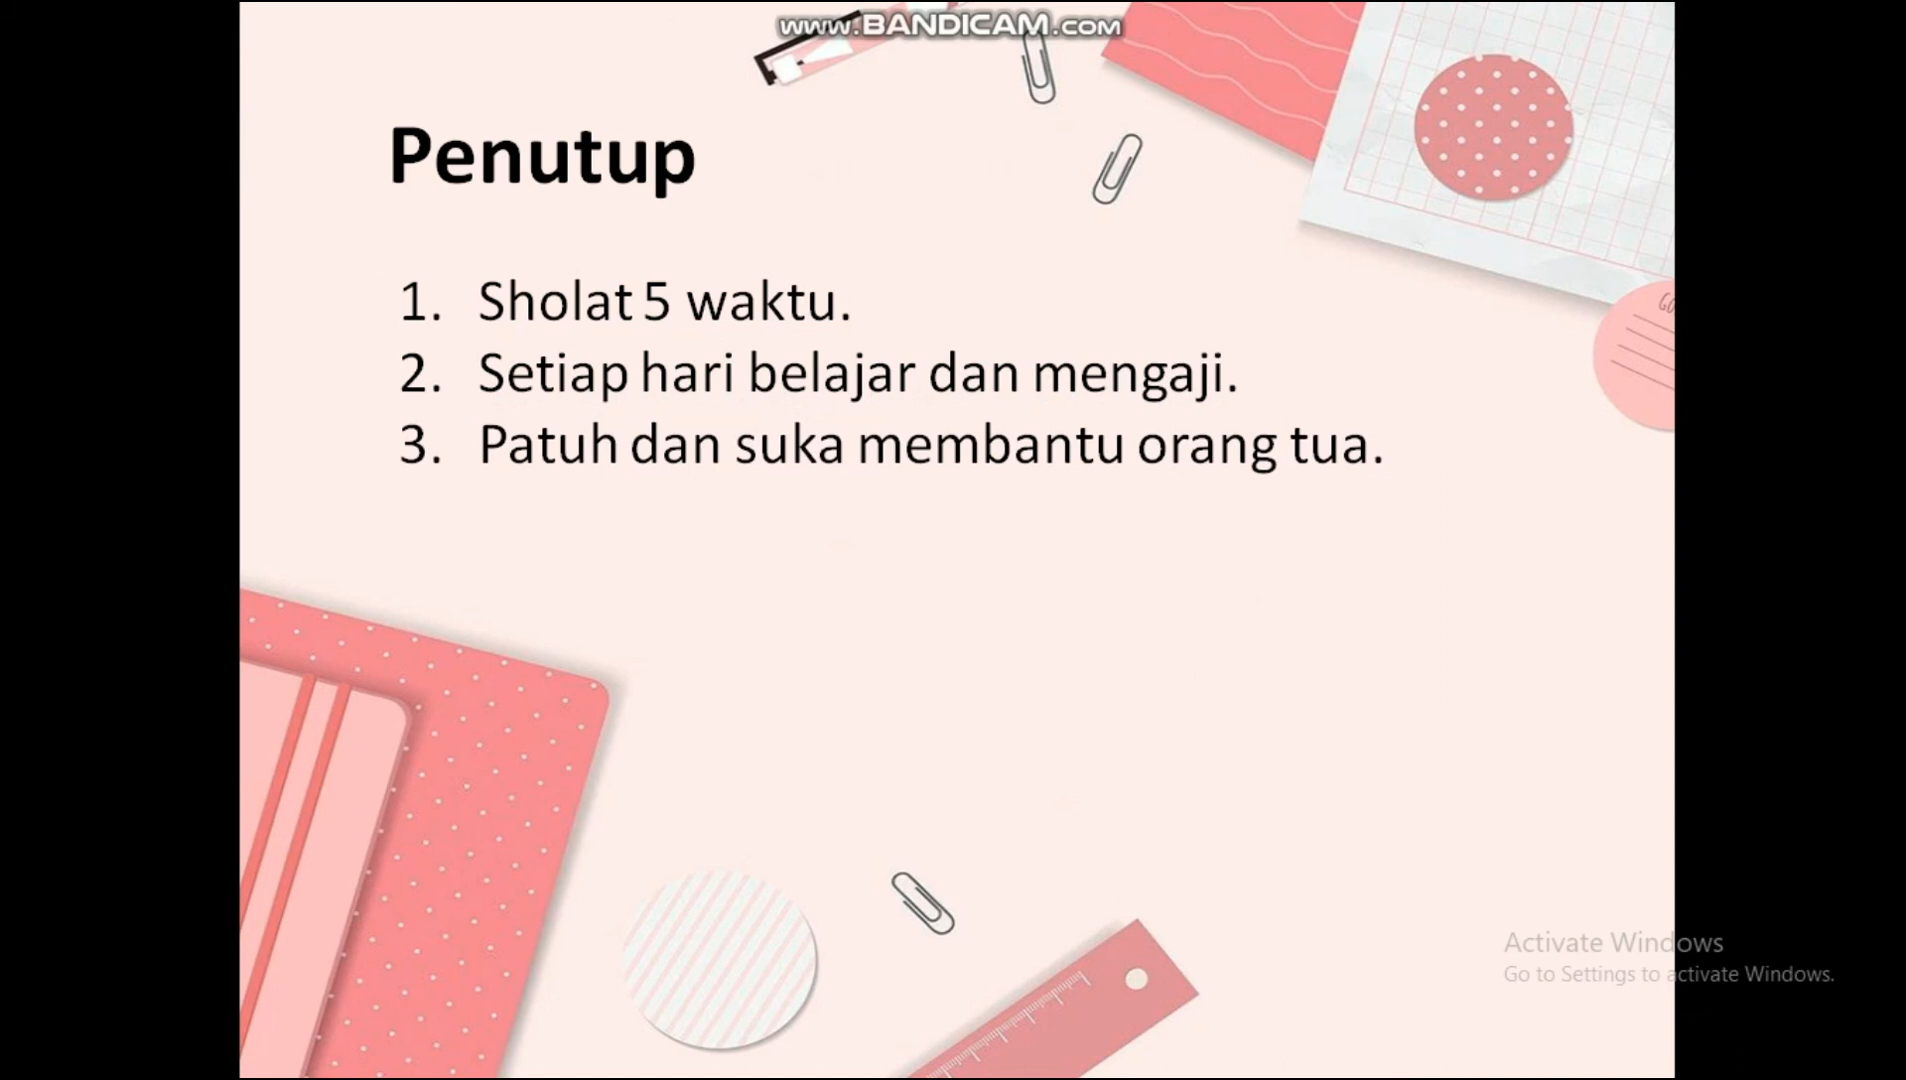 www.BANDICAM.com
Penutup
1. Sholat 5 waktu.
2. Setiap hari belajar dan mengaji.
3. Patuh dan suka membantu orang tua.
Activate Windows
Go to Settings to activate Windows.